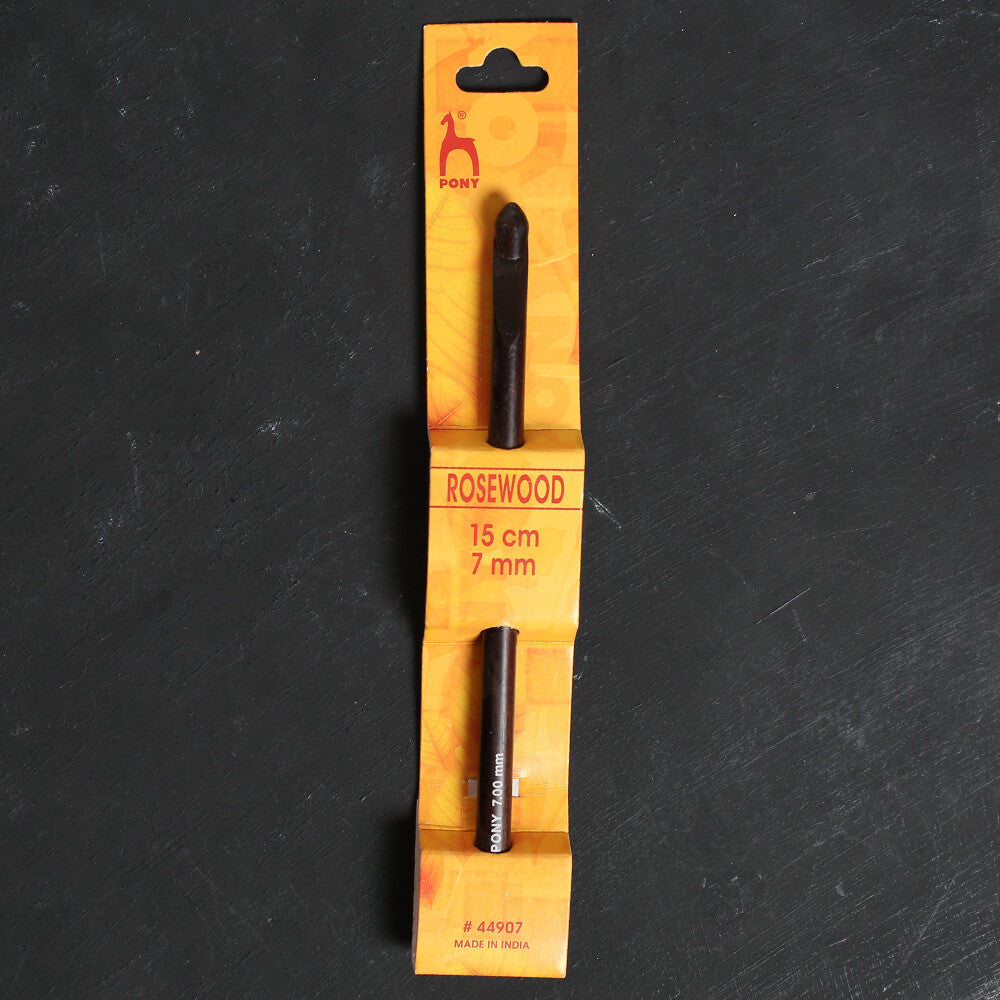 ®
PONY
ROSEWOOD
15 cm
7 mm
PONY 7.00 mm
# 44907
MADE IN INDIA